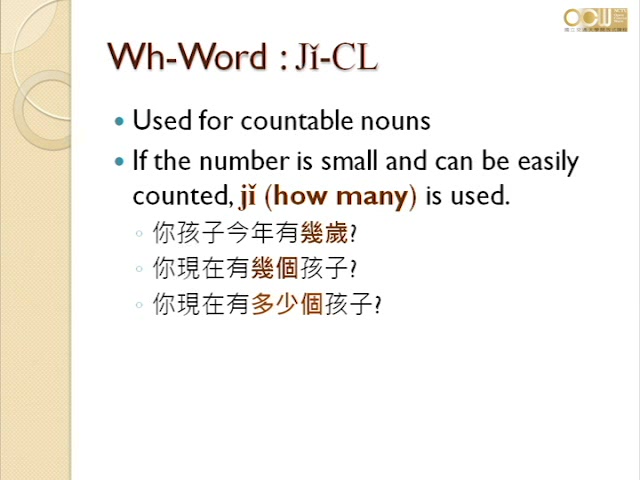 Wh-Word : Jǐ-CL
Used for countable nouns
If the number is small and can be easily
counted, jǐ (how many) is used.
你孩子今年有幾歲?
你現在有幾個孩子?
你現在有多少個孩子?